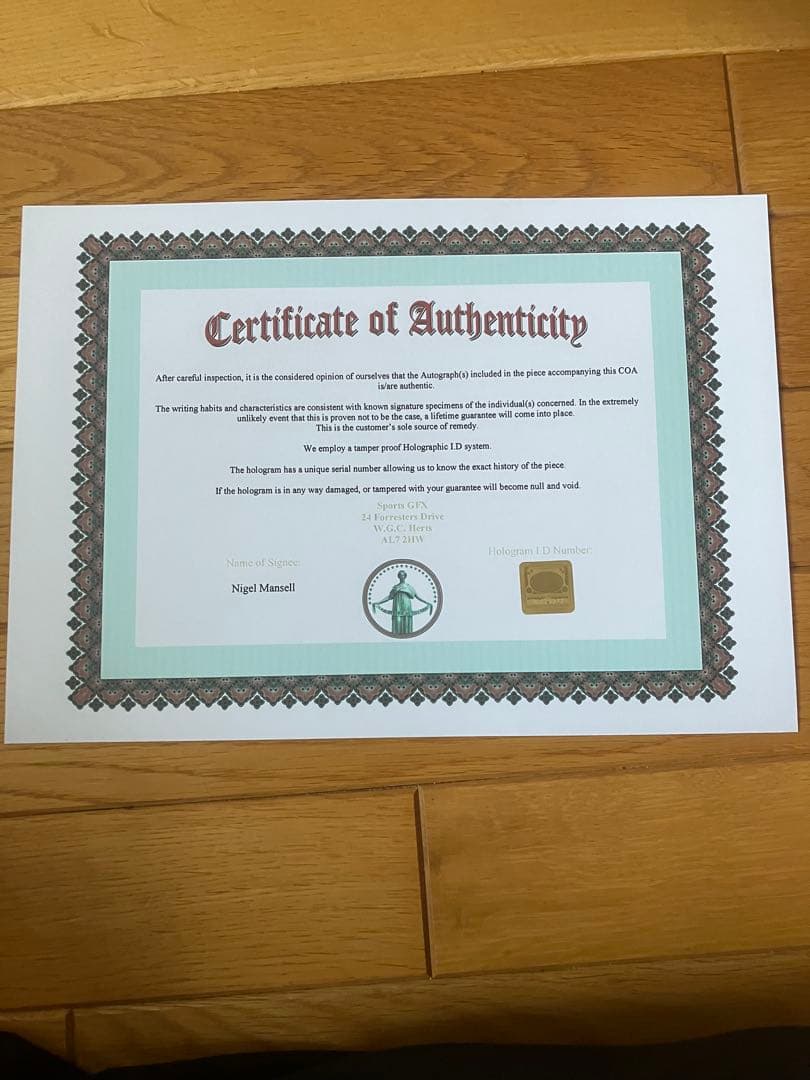 Certificate of Authenticity
After careful inspection, it is the considered opinion of ourselves that the Autograph(s) included in the piece accompanying this COA
is/are authentic.
The writing habits and characteristics are consistent with known signature specimens of the individual(s) concerned. In the extremely
unlikely event that this is proven not to be the case, a lifetime guarantee will come into place.
This is the customer's sole source of remedy.
We employ a tamper proof Holographic I.D system.
The hologram has a unique serial number allowing us to know the exact history of the piece.
If the hologram is in any way damaged, or tampered with your guarantee will become null and void.
Sports GFX
24 Forresters Drive
W.G.C. Herts
AL7 2HW
Name of Signee:
Hologram I.D Number:
Nigel Mansell